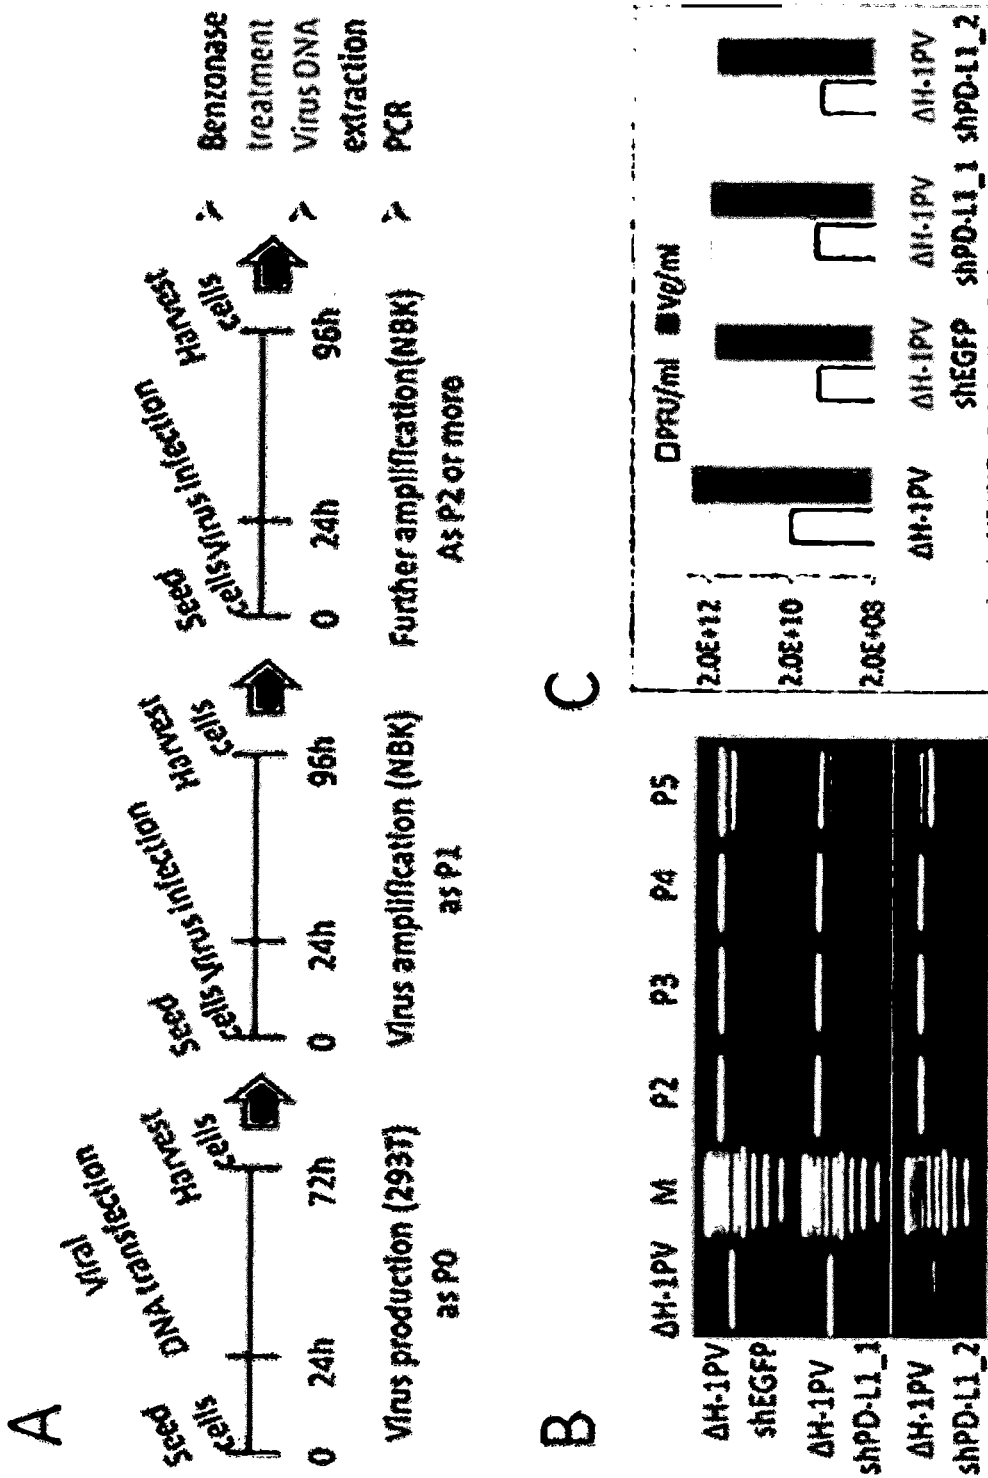 A
Seed
cells
Viral
DNA transfection
Harvest
cells
0
24h
72h
Virus production (293T)
as P0
Seed
cells
Virus infection
Harvest
cells
0
24h
96h
Virus amplification (NBK)
as P1
Seed
cells
Virus infection
Harvest
cells
0
24h
96h
Further amplification(NBK)
As P2 or more
Benzonase
treatment
Virus DNA
extraction
PCR
B
ΔH-1PV
M
P2
P3
P4
P5
ΔH-1PV
shEGFP
ΔH-1PV
shPD-L1_1
ΔH-1PV
shPD-L1_2
C
PFU/ml
Vg/ml
2.0E+12
2.0E+10
2.0E+08
ΔH-1PV
ΔH-1PV
shEGFP
ΔH-1PV
shPD-L1_1
ΔH-1PV
shPD-L1_2